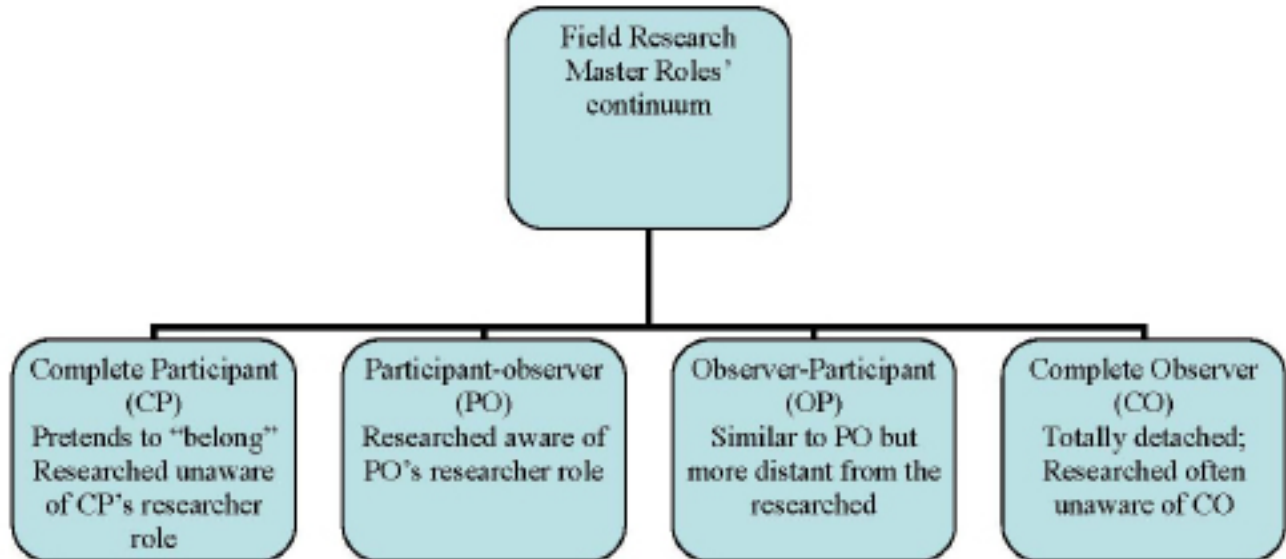 Field Research
Master Roles’
continuum
Complete Participant
(CP)
Pretends to “belong”
Researched unaware
of CP’s researcher
role
Participant-observer
(PO)
Researched aware of
PO’s researcher role
Observer-Participant
(OP)
Similar to PO but
more distant from the
researched
Complete Observer
(CO)
Totally detached;
Researched often
unaware of CO